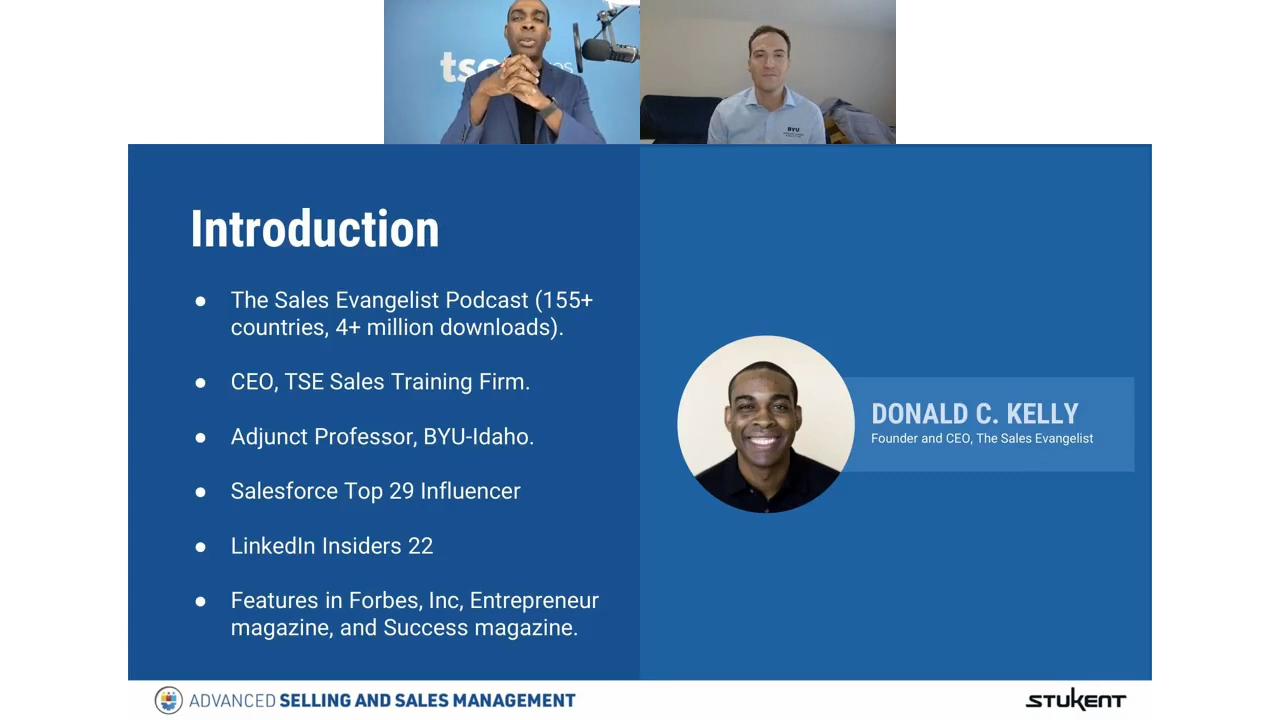 tse
BYU
Introduction
● The Sales Evangelist Podcast (155+
countries, 4+ million downloads).
● CEO, TSE Sales Training Firm.
● Adjunct Professor, BYU-Idaho.
● Salesforce Top 29 Influencer
● LinkedIn Insiders 22
● Features in Forbes, Inc, Entrepreneur
magazine, and Success magazine.
DONALD C. KELLY
Founder and CEO, The Sales Evangelist
ADVANCED SELLING AND SALES MANAGEMENT
STUKENT